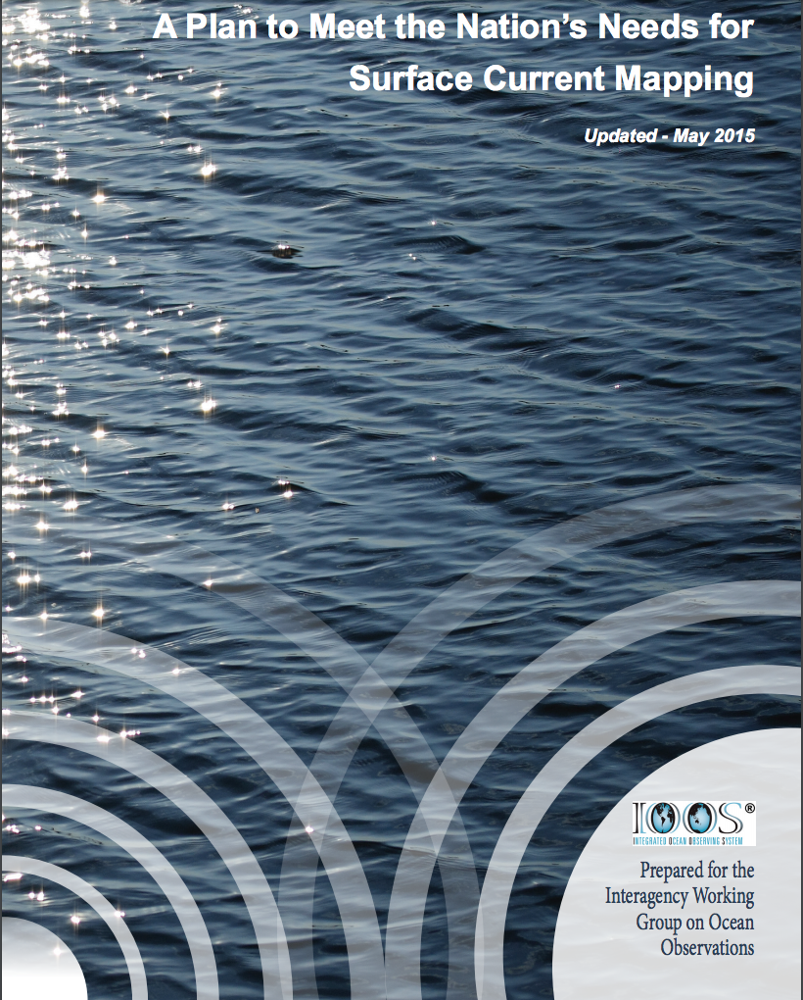 A Plan to Meet the Nation's Needs for
Surface Current Mapping
Updated - May 2015
IOOS®
INTEGRATED OCEAN OBSERVING SYSTEM
Prepared for the
Interagency Working
Group on Ocean
Observations